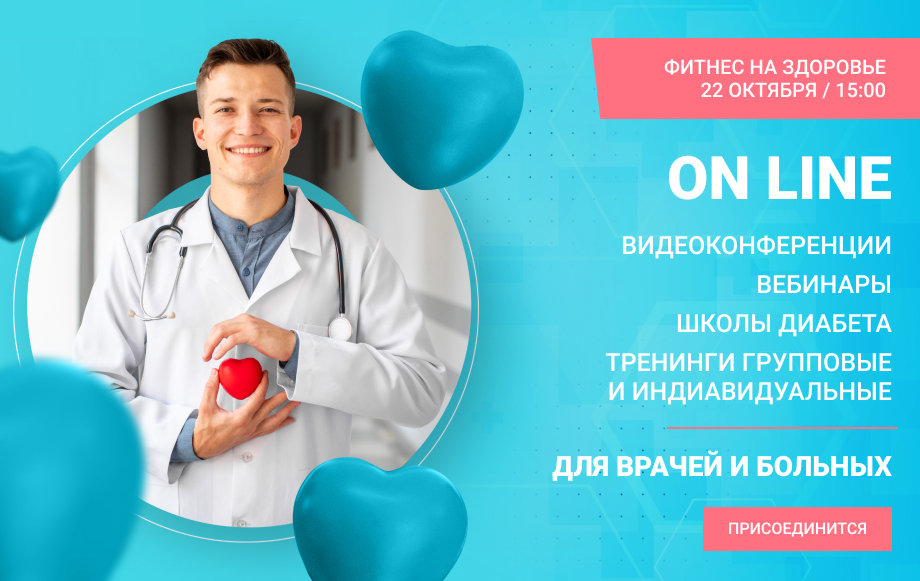 ФИТНЕС НА ЗДОРОВЬЕ
22 ОКТЯБРЯ / 15:00
ON LINE
ВИДЕОКОНФЕРЕНЦИИ
ВЕБИНАРЫ
ШКОЛЫ ДИАБЕТА
ТРЕНИНГИ ГРУППОВЫЕ
И ИНДИАВИДУАЛЬНЫЕ
ДЛЯ ВРАЧЕЙ И БОЛЬНЫХ
ПРИСОЕДИНИТСЯ